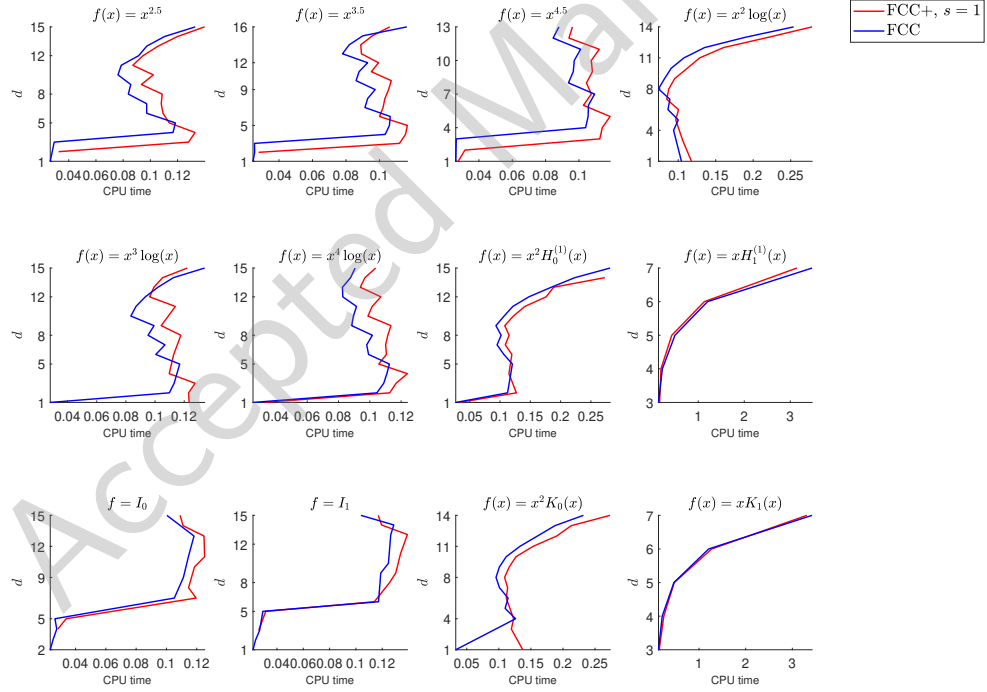 f(x) = x^{2.5}
15
12
8
5
1
d
0.04 0.06 0.08 0.1 0.12
CPU time
f(x) = x^{3.5}
16
12
9
5
1
d
0.04 0.06 0.08 0.1
CPU time
f(x) = x^{4.5}
13
10
7
4
1
d
0.04 0.06 0.08 0.1
CPU time
f(x) = x^2 log(x)
14
11
8
4
1
d
0.1 0.15 0.2 0.25
CPU time
FCC+, s = 1
FCC
f(x) = x^3 log(x)
15
12
8
5
1
d
0.04 0.06 0.08 0.1 0.12
CPU time
f(x) = x^4 log(x)
15
12
8
5
1
d
0.04 0.06 0.08 0.1 0.12
CPU time
f(x) = x^2 H_0^{(1)}(x)
15
12
8
5
1
d
0.05 0.1 0.15 0.2 0.25
CPU time
f(x) = xH_1^{(1)}(x)
7
6
5
4
3
d
1 2 3
CPU time
f = I_0
15
12
9
5
2
d
0.04 0.06 0.08 0.1 0.12
CPU time
f = I_1
15
12
8
5
1
d
0.04 0.06 0.08 0.1 0.12
CPU time
f(x) = x^2 K_0(x)
14
11
8
4
1
d
0.05 0.1 0.15 0.2 0.25
CPU time
f(x) = xK_1(x)
7
6
5
4
3
d
1 2 3
CPU time
Accepted